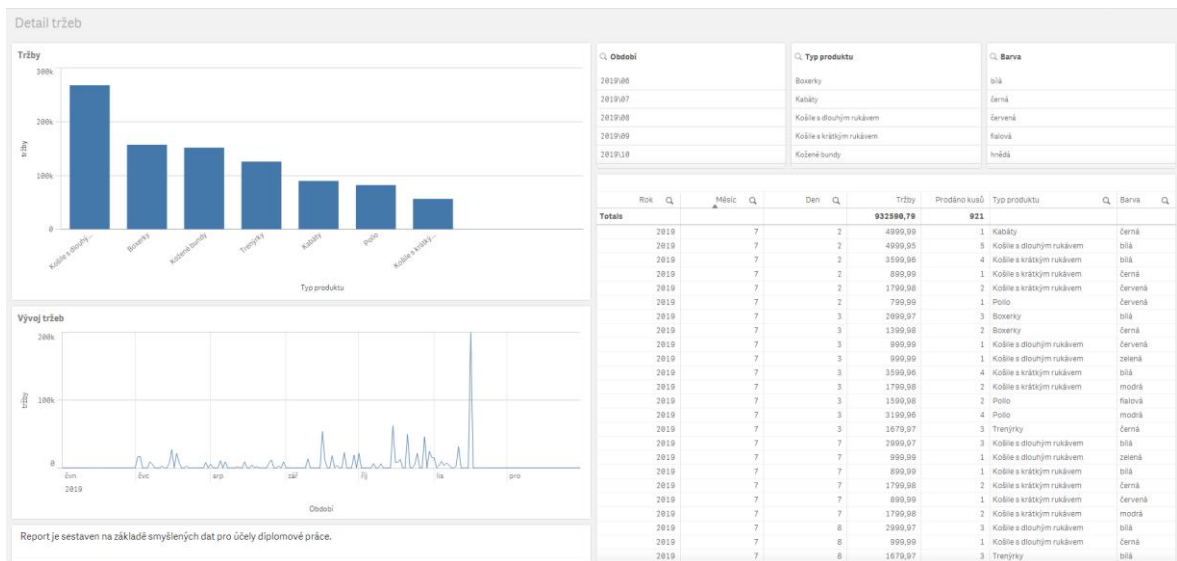 Detail tržeb
Tržby
300k
200k
100k
0
tržby
Košile s dlouhý...
Boxerky
Kožené bundy
Trenýrky
Kabáty
Pollo
Košile s krátký...
Typ produktu
Vývoj tržeb
200k
100k
0
tržby
čvn
čvc
srp
zář
říj
lis
pro
2019
Období
Report je sestaven na základě smyšlených dat pro účely diplomové práce.
Období
2019\06
2019\07
2019\08
2019\09
2019\10
Typ produktu
Boxerky
Kabáty
Košile s dlouhým rukávem
Košile s krátkým rukávem
Kožené bundy
Barva
bílá
černá
červená
fialová
hnědá
Rok Měsíc Den Tržby Prodáno kusů Typ produktu Barva
Totals 932590,79 921
2019 7 2 4999,99 1 Kabáty černá
2019 7 2 4999,95 5 Košile s dlouhým rukávem bílá
2019 7 2 3599,96 4 Košile s krátkým rukávem bílá
2019 7 2 899,99 1 Košile s krátkým rukávem černá
2019 7 2 1799,98 2 Košile s krátkým rukávem červená
2019 7 2 799,99 1 Pollo červená
2019 7 3 2099,97 3 Boxerky bílá
2019 7 3 1399,98 2 Boxerky černá
2019 7 3 999,99 1 Košile s dlouhým rukávem červená
2019 7 3 999,99 1 Košile s dlouhým rukávem zelená
2019 7 3 3599,96 4 Košile s krátkým rukávem bílá
2019 7 3 1799,98 2 Košile s krátkým rukávem modrá
2019 7 3 1599,98 2 Pollo fialová
2019 7 3 3199,96 4 Pollo modrá
2019 7 3 1679,97 3 Trenýrky černá
2019 7 7 2999,97 3 Košile s dlouhým rukávem bílá
2019 7 7 999,99 1 Košile s dlouhým rukávem zelená
2019 7 7 899,99 1 Košile s krátkým rukávem bílá
2019 7 7 1799,98 2 Košile s krátkým rukávem černá
2019 7 7 899,99 1 Košile s krátkým rukávem červená
2019 7 7 1799,98 2 Košile s krátkým rukávem modrá
2019 7 8 2999,97 3 Košile s dlouhým rukávem bílá
2019 7 8 999,99 1 Košile s dlouhým rukávem černá
2019 7 8 1679,97 3 Trenýrky bílá